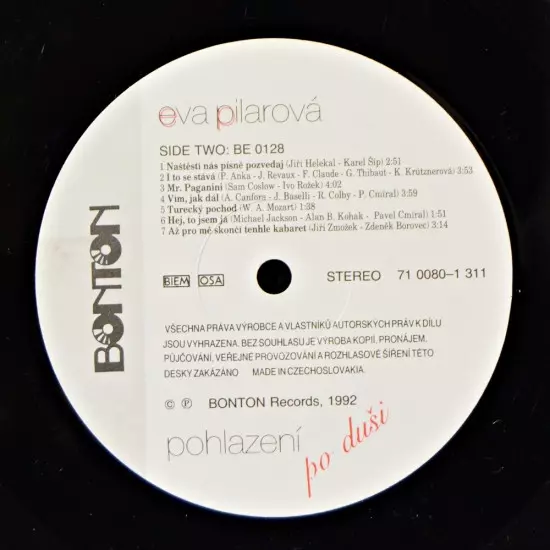 eva pilarová
SIDE TWO: BE 0128
1 Naštěstí nás písně pozvedaj (Jiří Helekal - Karel Šíp) 2:51
2 I to se stává (P. Anka - J. Revaux - F. Claude - G. Thibaut - K. Krütznerová) 3:53
3 Mr. Paganini (Sam Coslow - Ivo Rožek) 4:02
4 Vím, jak dál (A. Canfora - J. Baselli - R. Colby - P. Cmíral) 3:59
5 Turecký pochod (W. A. Mozart) 1:38
6 Hej, to jsem já (Michael Jackson - Alan B. Kohak - Pavel Cmíral) 1:51
7 Až pro mě skončí tenhle kabaret (Jiří Zmožek - Zdeněk Borovec) 3:14
BONTON
BIEM OSA
STEREO 71 0080–1 311
VŠECHNA PRÁVA VÝROBCE A VLASTNÍKŮ AUTORSKÝCH PRÁV K DÍLU
JSOU VYHRAZENA. BEZ SOUHLASU JE VÝROBA KOPIÍ, PRONÁJEM,
PŮJČOVÁNÍ, VEŘEJNÉ PROVOZOVÁNÍ A ROZHLASOVÉ ŠÍŘENÍ TÉTO
DESKY ZAKÁZÁNO MADE IN CZECHOSLOVAKIA.
© ℗ BONTON Records, 1992
pohlazení
po duši